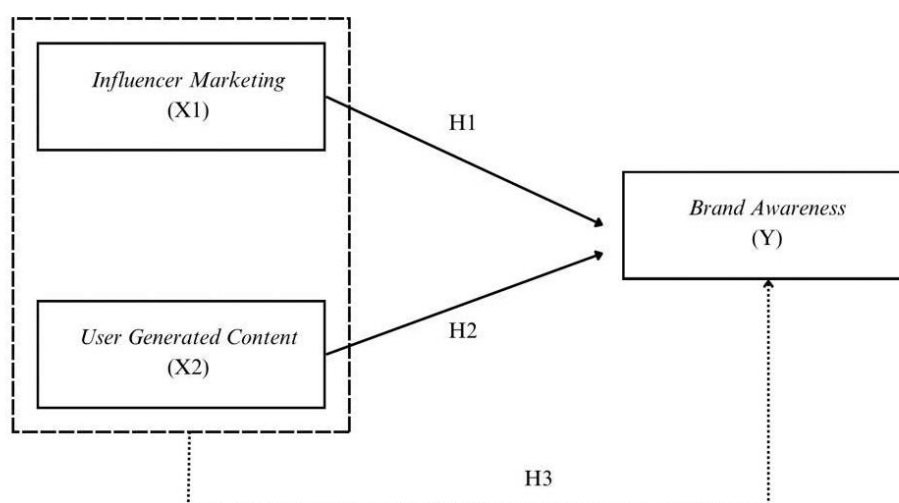 Influencer Marketing
(X1)
H1
Brand Awareness
(Y)
User Generated Content
(X2)
H2
H3